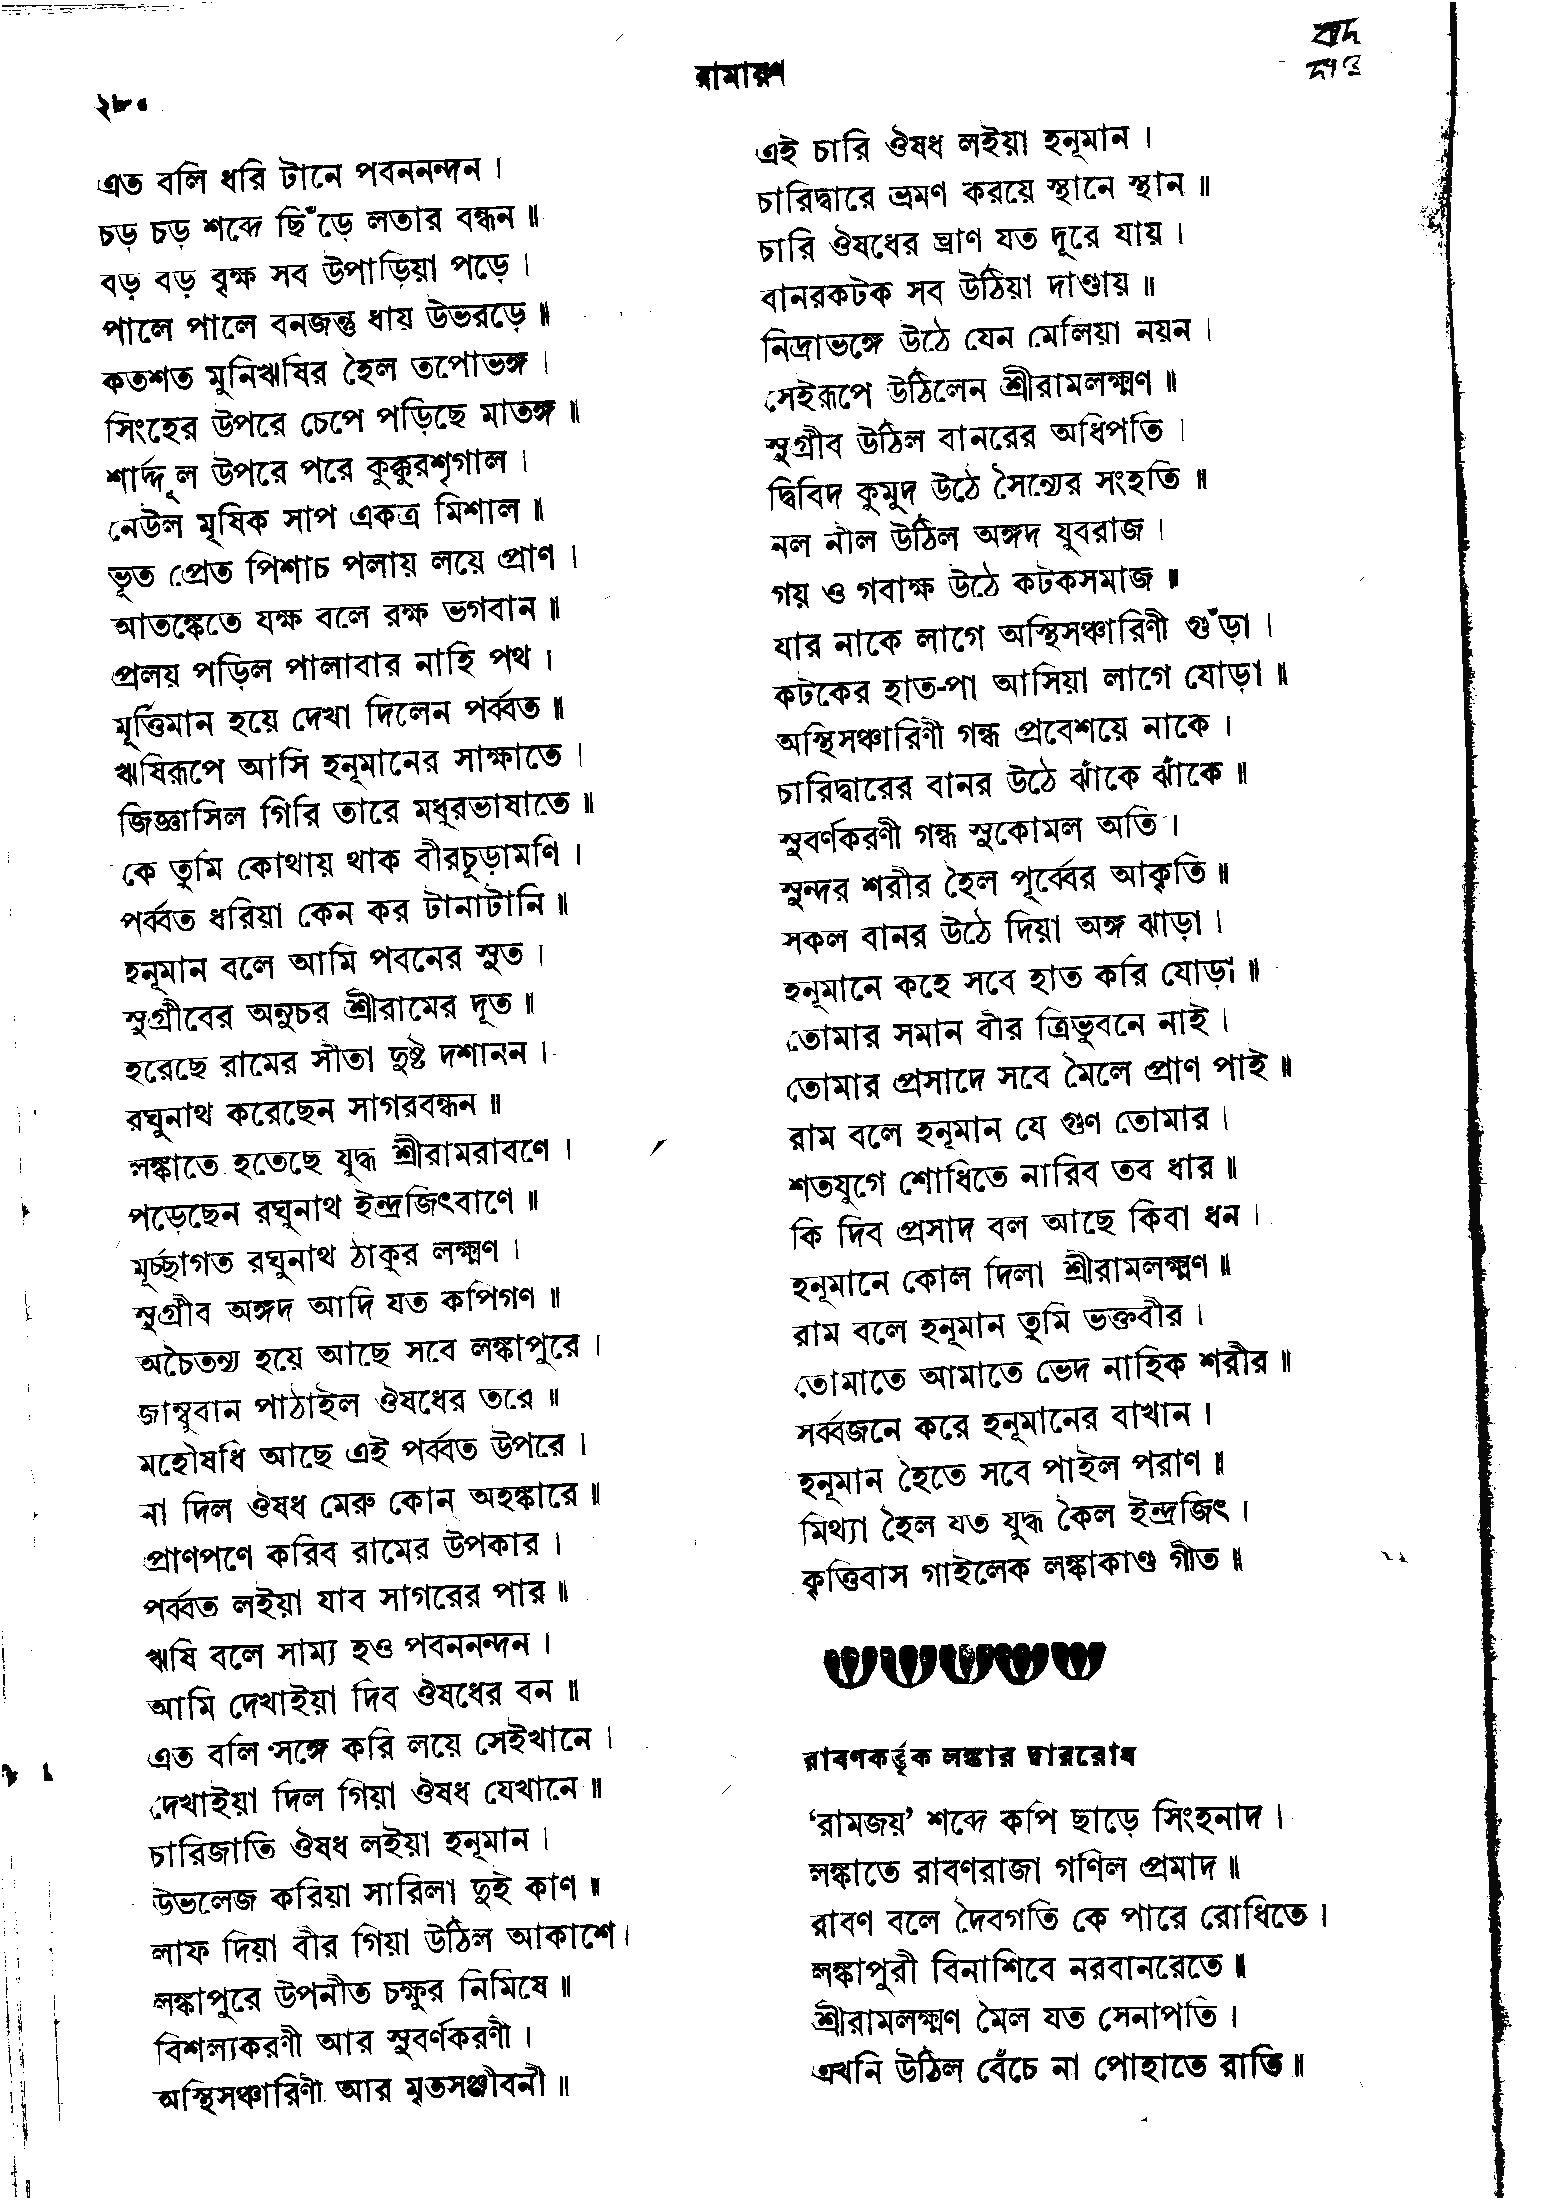 ২৮০
রামায়ণ
বাদ
দাও
এত বলি ধরি টানে পবননন্দন ।
চড় চড় শব্দে ছিঁড়ে লতার বন্ধন ॥
বড় বড় বৃক্ষ সব উপাড়িয়া পড়ে ।
পালে পালে বনজন্তু ধায় উভরড়ে ॥
কতশত মুনিঋষির হৈল তপোভঙ্গ ।
সিংহের উপরে চেপে পড়িছে মাতঙ্গ ॥
শার্দ্দূল উপরে পরে কুক্কুরশৃগাল ।
নেউল মূষিক সাপ একত্র মিশাল ॥
ভূত প্রেত পিশাচ পলায় লয়ে প্রাণ ।
আতঙ্কেতে যক্ষ বলে রক্ষ ভগবান ॥
প্রলয় পড়িল পালাবার নাহি পথ ।
মূর্ত্তিমান হয়ে দেখা দিলেন পর্ব্বত ॥
ঋষিরূপে আসি হনূমানের সাক্ষাতে ।
জিজ্ঞাসিল গিরি তারে মধুরভাষাতে ॥
কে তুমি কোথায় থাক বীরচূড়ামণি ।
পর্ব্বত ধরিয়া কেন কর টানাটানি ॥
হনূমান বলে আমি পবনের সুত ।
সুগ্রীবের অনুচর শ্রীরামের দূত ॥
হরেছে রামের সীতা দুষ্ট দশানন ।
রঘুনাথ করেছেন সাগরবন্ধন ॥
লঙ্কাতে হতেছে যুদ্ধ শ্রীরামরাবণে ।
পড়েছেন রঘুনাথ ইন্দ্রজিৎবাণে ॥
মূর্চ্ছাগত রঘুনাথ ঠাকুর লক্ষ্মণ ।
সুগ্রীব অঙ্গদ আদি যত কপিগণ ॥
অচৈতন্য হয়ে আছে সবে লঙ্কাপুরে ।
জাম্বুবান পাঠাইল ঔষধের তরে ॥
মহৌষধি আছে এই পর্ব্বত উপরে ।
না দিল ঔষধ মেরু কোন্ অহঙ্কারে ॥
প্রাণপণে করিব রামের উপকার ।
পর্ব্বত লইয়া যাব সাগরের পার ॥
ঋষি বলে সাম্য হও পবননন্দন ।
আমি দেখাইয়া দিব ঔষধের বন ॥
এত বলি সঙ্গে করি লয়ে সেইখানে ।
দেখাইয়া দিল গিয়া ঔষধ যেখানে ॥
চারিজাতি ঔষধ লইয়া হনূমান ।
উভলেজ করিয়া সারিলা দুই কাণ ॥
লাফ দিয়া বীর গিয়া উঠিল আকাশে।
লঙ্কাপুরে উপনীত চক্ষুর নিমিষে ॥
বিশল্যকরণী আর সুবর্ণকরণী ।
অস্থিসঞ্চারিণী আর মৃতসঞ্জীবনী ॥
এই চারি ঔষধ লইয়া হনূমান ।
চারিদ্বারে ভ্রমণ করয়ে স্থানে স্থান ॥
চারি ঔষধের ঘ্রাণ যত দূরে যায় ।
বানরকটক সব উঠিয়া দাণ্ডায় ॥
নিদ্রাভঙ্গে উঠে যেন মেলিয়া নয়ন ।
সেইরূপে উঠিলেন শ্রীরামলক্ষ্মণ ॥
সুগ্রীব উঠিল বানরের অধিপতি ।
দ্বিবিদ কুমুদ উঠে সৈন্যের সংহতি ॥
নল নীল উঠিল অঙ্গদ যুবরাজ ।
গয় ও গবাক্ষ উঠে কটকসমাজ ॥
যার নাকে লাগে অস্থিসঞ্চারিণী গুঁড়া ।
কটকের হাত-পা আসিয়া লাগে যোড়া ॥
অস্থিসঞ্চারিণী গন্ধ প্রবেশয়ে নাকে ।
চারিদ্বারের বানর উঠে ঝাঁকে ঝাঁকে ॥
সুবর্ণকরণী গন্ধ সুকোমল অতি ।
সুন্দর শরীর হৈল পূর্ব্বের আকৃতি ॥
সকল বানর উঠে দিয়া অঙ্গ ঝাড়া ।
হনূমানে কহে সবে হাত করি যোড়া ॥
তোমার সমান বীর ত্রিভুবনে নাই ।
তোমার প্রসাদে সবে মৈলে প্রাণ পাই ॥
রাম বলে হনূমান যে গুণ তোমার ।
শতযুগে শোধিতে নারিব তব ধার ॥
কি দিব প্রসাদ বল আছে কিবা ধন ।
হনূমানে কোল দিলা শ্রীরামলক্ষ্মণ ॥
রাম বলে হনূমান তুমি ভক্তবীর ।
তোমাতে আমাতে ভেদ নাহিক শরীর ॥
সর্ব্বজনে করে হনূমানের বাখান ।
হনূমান হৈতে সবে পাইল পরাণ ॥
মিথ্যা হৈল যত যুদ্ধ কৈল ইন্দ্রজিৎ ।
কৃত্তিবাস গাইলেক লঙ্কাকাণ্ড গীত ॥
রাবণকর্ত্তৃক লঙ্কার দ্বাররোধ
‘রামজয়’ শব্দে কপি ছাড়ে সিংহনাদ ।
লঙ্কাতে রাবণরাজা গণিল প্রমাদ ॥
রাবণ বলে দৈবগতি কে পারে রোধিতে ।
লঙ্কাপুরী বিনাশিবে নরবানরেতে ॥
শ্রীরামলক্ষ্মণ মৈল যত সেনাপতি ।
এখনি উঠিল বেঁচে না পোহাতে রাতি ॥